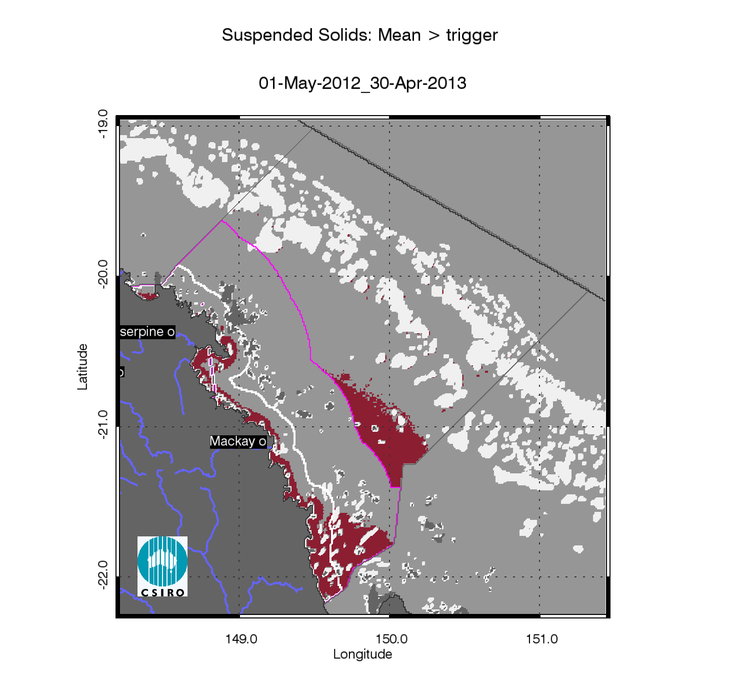 Suspended Solids: Mean > trigger
01-May-2012_30-Apr-2013
-19.0
-20.0
serpine o
Latitude
-21.0
Mackay o
-22.0
CSIRO
149.0 150.0 151.0
Longitude